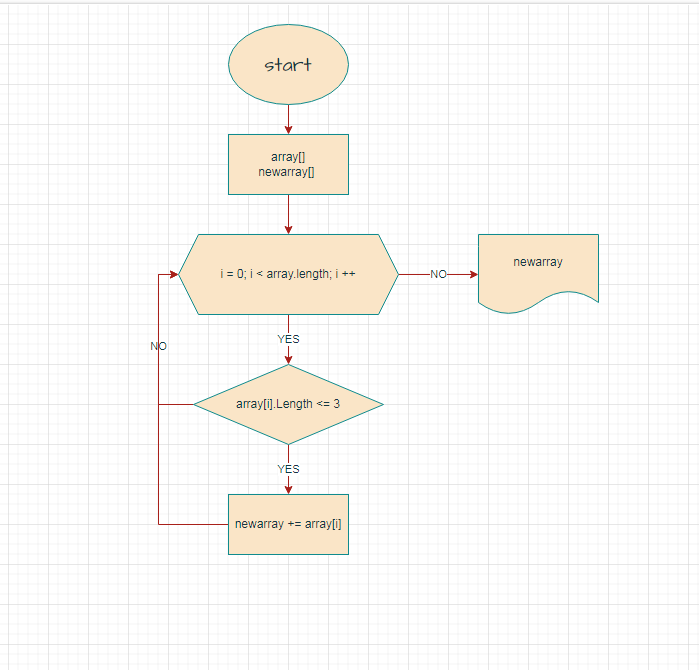 start
array[]
newarray[]
i = 0; i < array.length; i ++
NO
newarray
YES
NO
array[i].Length <= 3
YES
newarray += array[i]